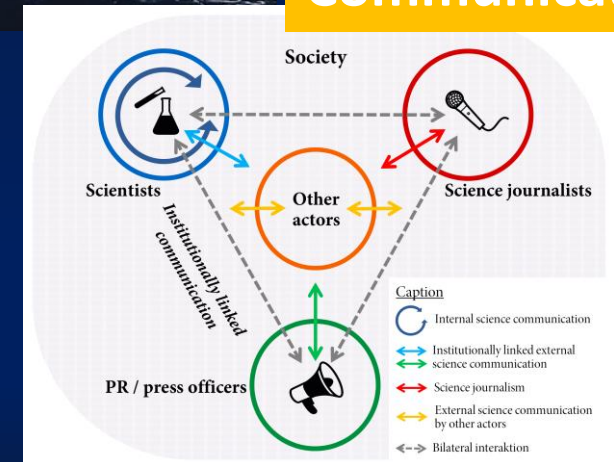 Society
Scientists
Science journalists
Other
actors
Institutionally linked
communication
PR / press officers
Caption
Internal science communication
Institutionally linked external
science communication
Science journalism
External science communication
by other actors
Bilateral interaktion